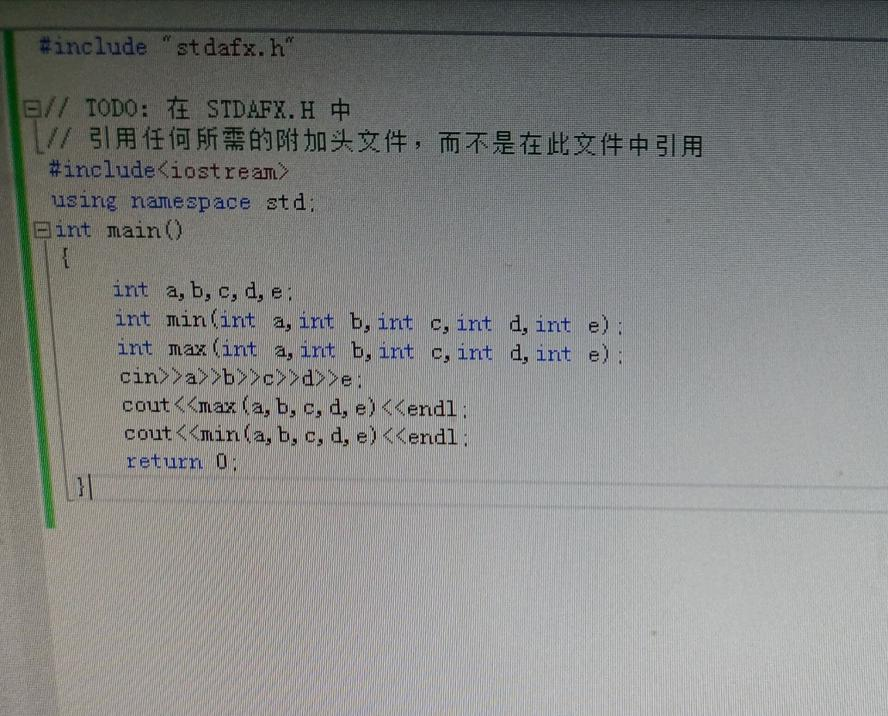 #include "stdafx.h"
// TODO: 在 STDAFX.H 中
// 引用任何所需的附加头文件，而不是在此文件中引用
#include<iostream>
using namespace std;
int main()
{
int a,b,c,d,e;
int min(int a,int b,int c,int d,int e);
int max(int a,int b,int c,int d,int e);
cin>>a>>b>>c>>d>>e;
cout<<max(a,b,c,d,e)<<endl;
cout<<min(a,b,c,d,e)<<endl;
return 0;
}